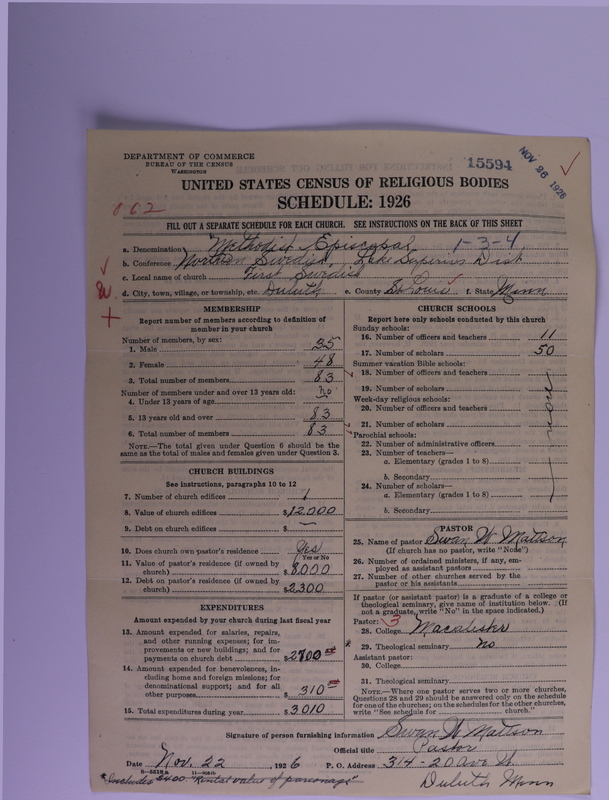 DEPARTMENT OF COMMERCE
BUREAU OF THE CENSUS
WASHINGTON
15594
NOV 26 1926
UNITED STATES CENSUS OF RELIGIOUS BODIES
SCHEDULE: 1926
862
FILL OUT A SEPARATE SCHEDULE FOR EACH CHURCH. SEE INSTRUCTIONS ON THE BACK OF THIS SHEET
a. Denomination Methodist Episcopal 1-3-4
b. Conference Northern Swedish, Lake Superior Dist
c. Local name of church First Swedish
d. City, town, village, or township, etc. Duluth e. County St Louis f. State Minn
MEMBERSHIP
Report number of members according to definition of
member in your church
Number of members, by sex:
1. Male 35
2. Female 48
3. Total number of members 83
Number of members under and over 13 years old:
4. Under 13 years of age No
5. 13 years old and over 83
6. Total number of members 83
NOTE.—The total given under Question 6 should be the
same as the total of males and females given under Question 3.
CHURCH BUILDINGS
See instructions, paragraphs 10 to 12
7. Number of church edifices 1
8. Value of church edifices $12,000
9. Debt on church edifices $ —
10. Does church own pastor's residence Yes
Yes or No
11. Value of pastor's residence (if owned by
church) $8,000
12. Debt on pastor's residence (if owned by
church) $2,300
EXPENDITURES
Amount expended by your church during last fiscal year
13. Amount expended for salaries, repairs,
and other running expenses; for im-
provements or new buildings; and for
payments on church debt $2700
14. Amount expended for benevolences, in-
cluding home and foreign missions; for
denominational support; and for all
other purposes $310
15. Total expenditures during year $3010
CHURCH SCHOOLS
Report here only schools conducted by this church
Sunday schools:
16. Number of officers and teachers 11
17. Number of scholars 50
Summer vacation Bible schools:
18. Number of officers and teachers
19. Number of scholars
Week-day religious schools:
20. Number of officers and teachers
21. Number of scholars
Parochial schools:
22. Number of administrative officers
23. Number of teachers—
a. Elementary (grades 1 to 8)
b. Secondary
24. Number of scholars—
a. Elementary (grades 1 to 8)
b. Secondary
none
PASTOR
25. Name of pastor Swan W Mattson
(If church has no pastor, write "None")
26. Number of ordained ministers, if any, em-
ployed as assistant pastors
27. Number of other churches served by the
pastor or his assistants
If pastor (or assistant pastor) is a graduate of a college or
theological seminary, give name of institution below. (If
not a graduate, write "No" in the space indicated.)
Pastor: 3
28. College Macalister
* 29. Theological seminary no
Assistant pastor:
30. College
31. Theological seminary
NOTE.—Where one pastor serves two or more churches,
Questions 28 and 29 should be answered only on the schedule
for one of the churches; on the schedules for the other churches,
write "See schedule for church."
Signature of person furnishing information Swan W Mattson
Official title Pastor
Date Nov. 22, 1926 P. O. Address 314-20 Ave W.
Duluth Minn
*Includes $400 "Rental value of parsonage"